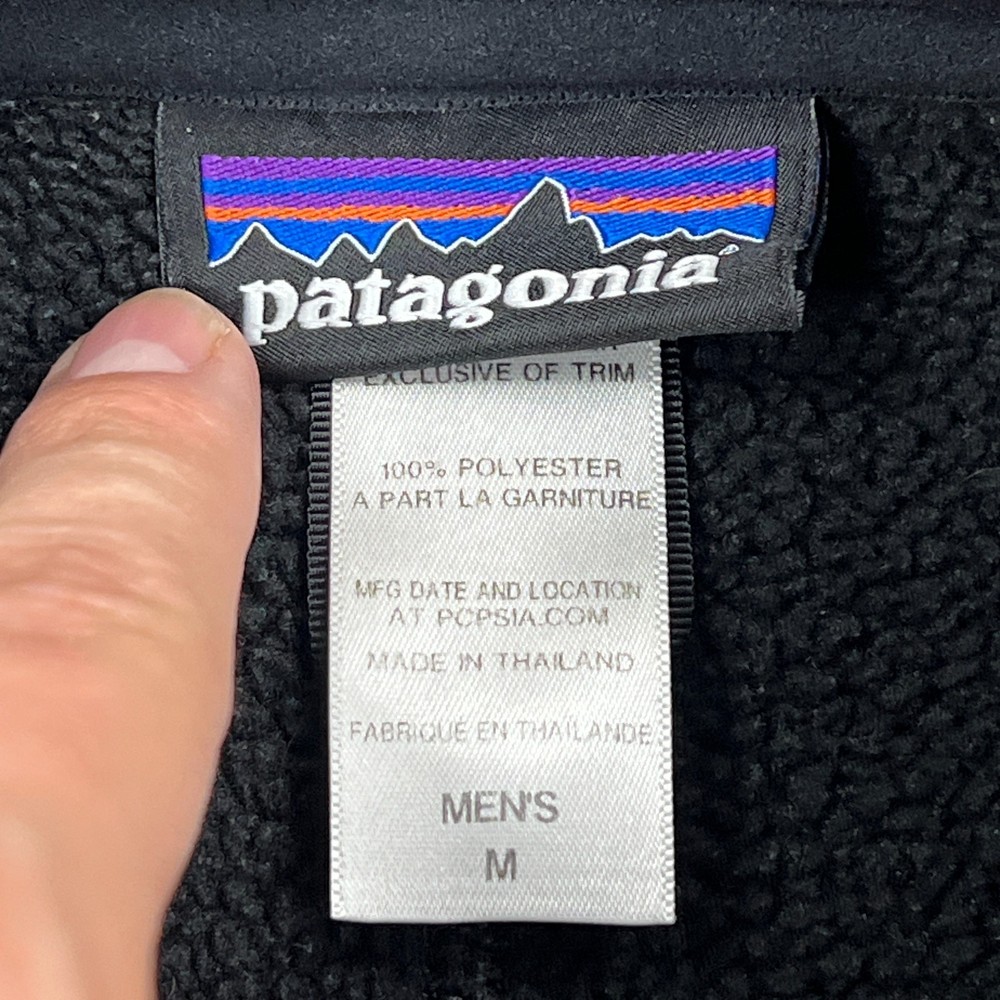 patagonia®
EXCLUSIVE OF TRIM
100% POLYESTER
A PART LA GARNITURE
MFG DATE AND LOCATION
AT PCPSIA.COM
MADE IN THAILAND
FABRIQUE EN THAILANDE
MEN'S
M